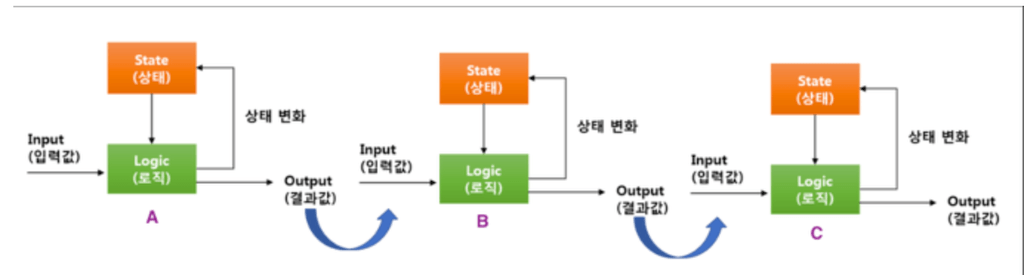 State
(상태)
상태 변화
Input
(입력값)
Logic
(로직)
Output
(결과값)
A
State
(상태)
상태 변화
Input
(입력값)
Logic
(로직)
Output
(결과값)
B
State
(상태)
상태 변화
Input
(입력값)
Logic
(로직)
Output
(결과값)
C